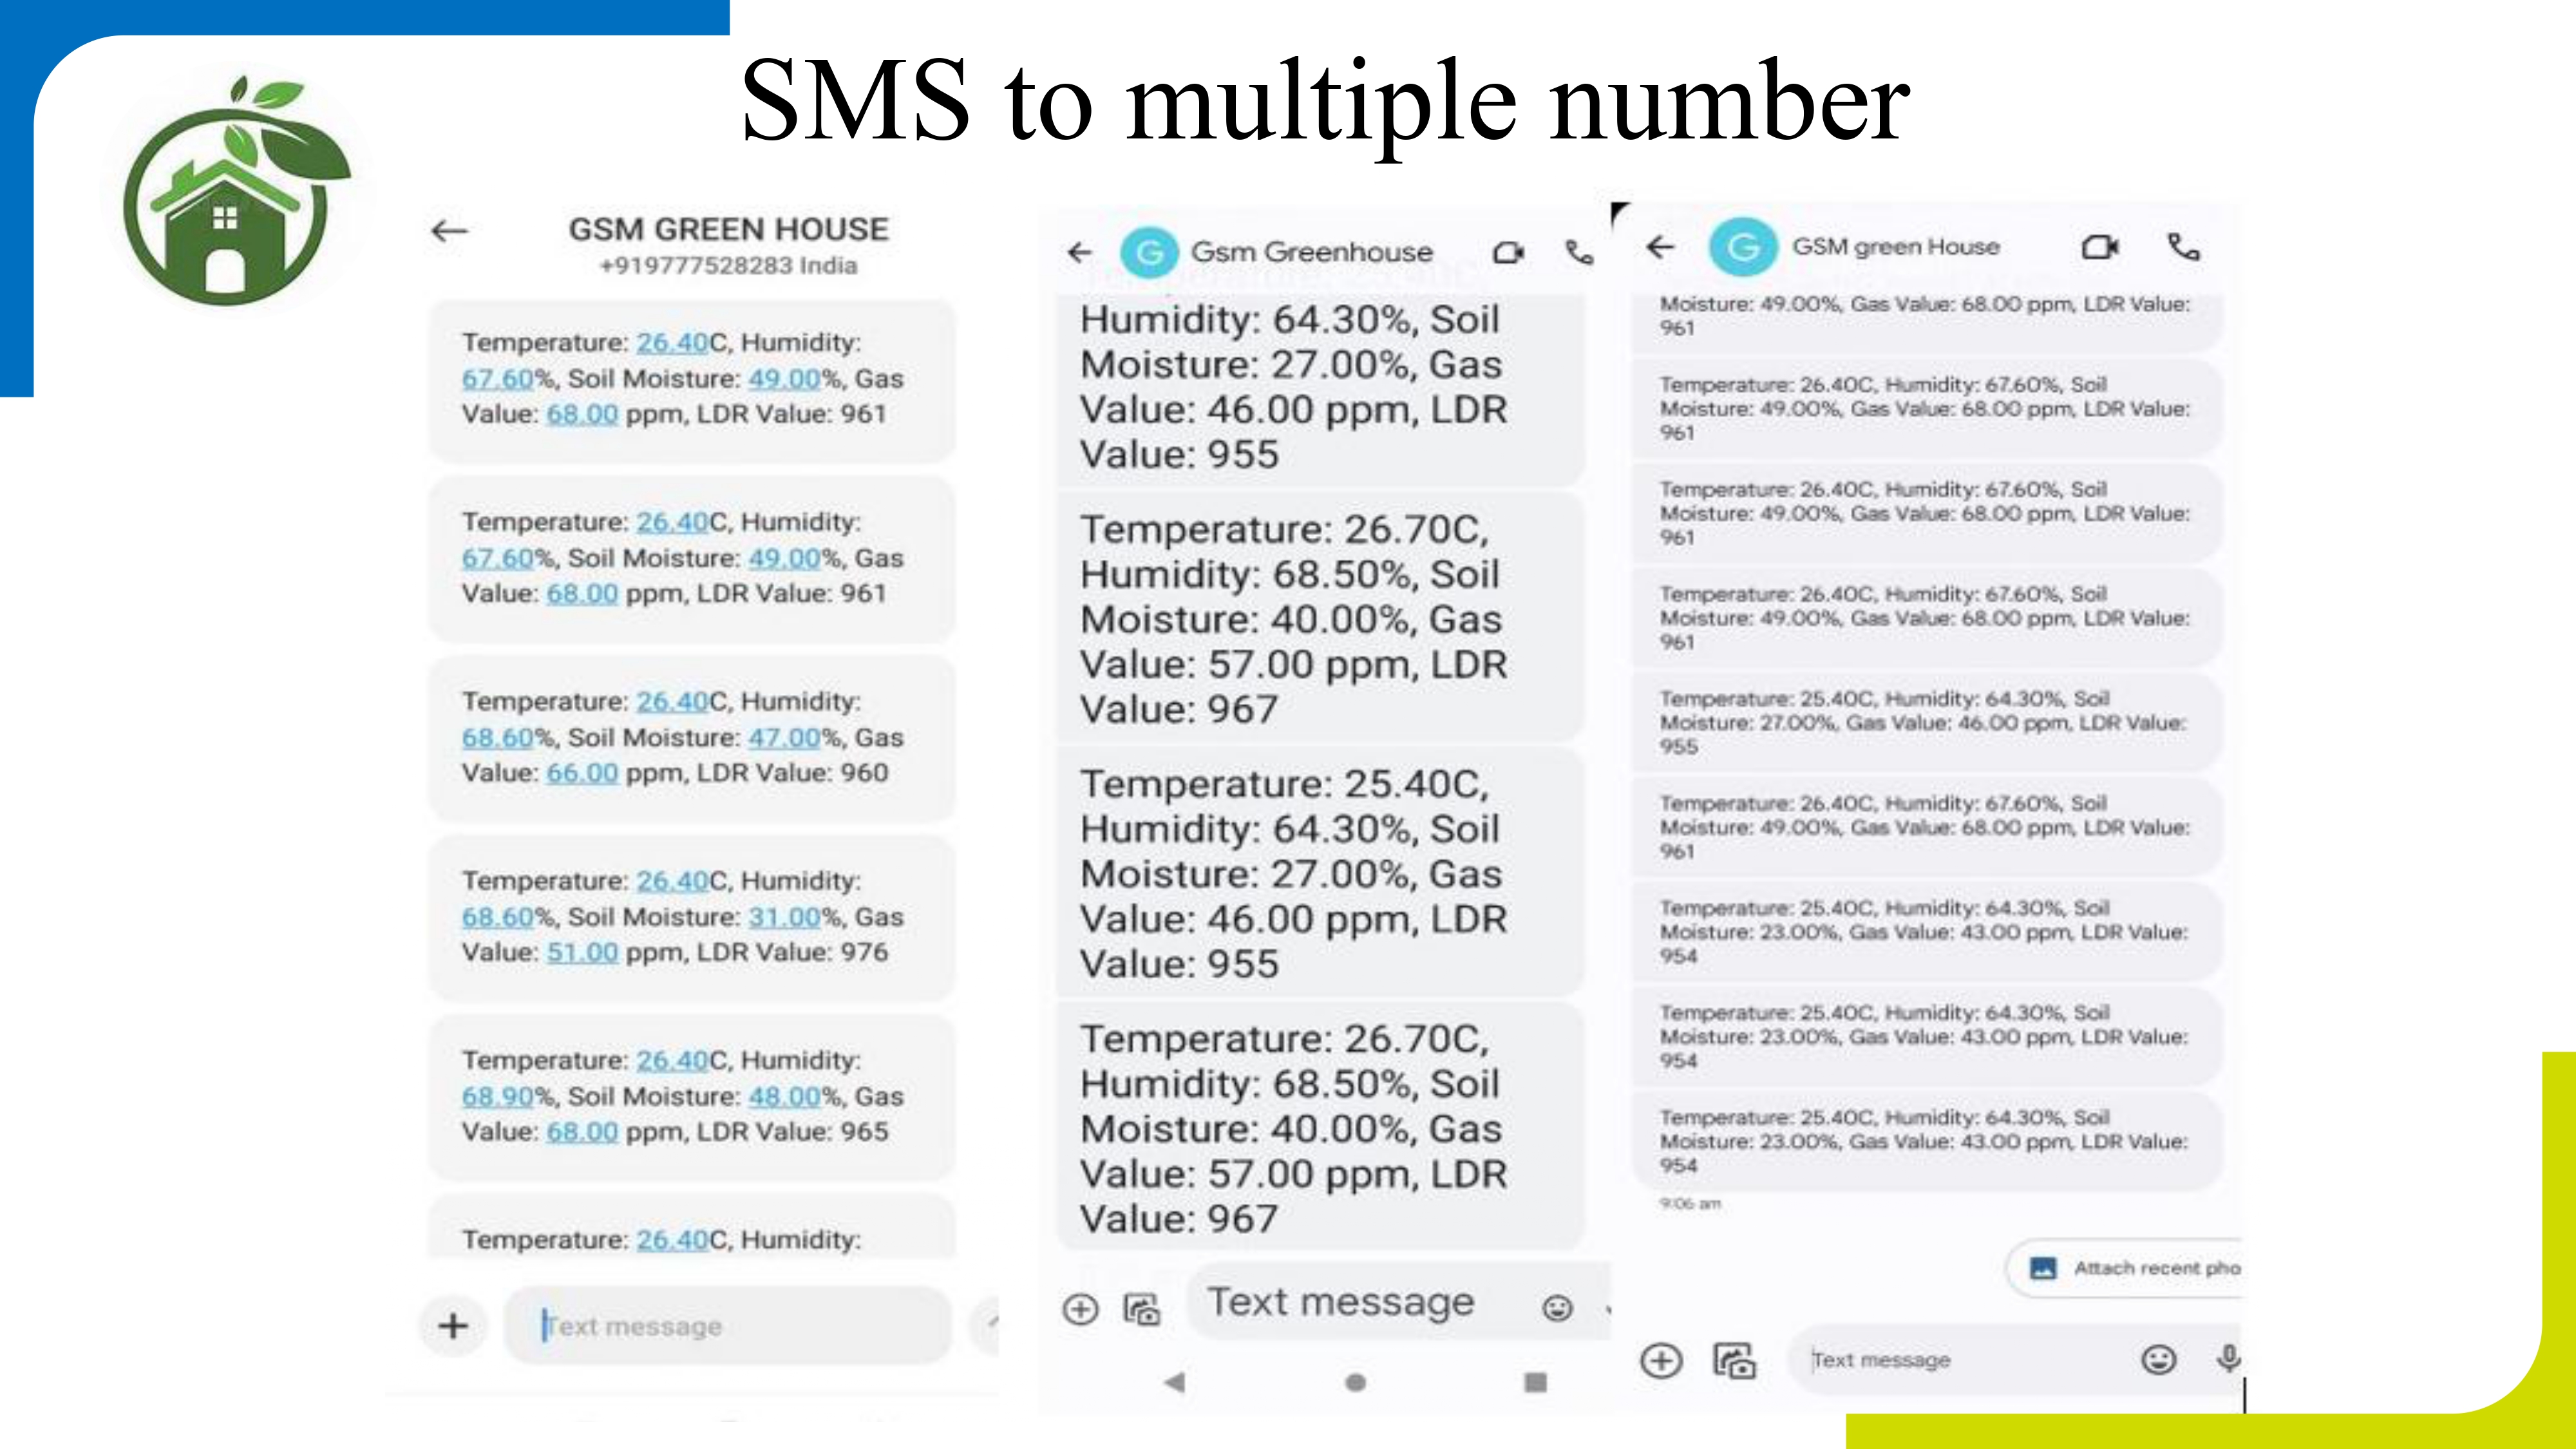 SMS to multiple number
GSM GREEN HOUSE
+919777528283 India
Temperature: 26.40C, Humidity:
67.60%, Soil Moisture: 49.00%, Gas
Value: 68.00 ppm, LDR Value: 961
Temperature: 26.40C, Humidity:
67.60%, Soil Moisture: 49.00%, Gas
Value: 68.00 ppm, LDR Value: 961
Temperature: 26.40C, Humidity:
68.60%, Soil Moisture: 47.00%, Gas
Value: 66.00 ppm, LDR Value: 960
Temperature: 26.40C, Humidity:
68.60%, Soil Moisture: 31.00%, Gas
Value: 51.00 ppm, LDR Value: 976
Temperature: 26.40C, Humidity:
68.90%, Soil Moisture: 48.00%, Gas
Value: 68.00 ppm, LDR Value: 965
Temperature: 26.40C, Humidity:
Text message
G
Gsm Greenhouse
Humidity: 64.30%, Soil
Moisture: 27.00%, Gas
Value: 46.00 ppm, LDR
Value: 955
Temperature: 26.70C,
Humidity: 68.50%, Soil
Moisture: 40.00%, Gas
Value: 57.00 ppm, LDR
Value: 967
Temperature: 25.40C,
Humidity: 64.30%, Soil
Moisture: 27.00%, Gas
Value: 46.00 ppm, LDR
Value: 955
Temperature: 26.70C,
Humidity: 68.50%, Soil
Moisture: 40.00%, Gas
Value: 57.00 ppm, LDR
Value: 967
Text message
G
GSM green House
Moisture: 49.00%, Gas Value: 68.00 ppm, LDR Value:
961
Temperature: 26.40C, Humidity: 67.60%, Soil
Moisture: 49.00%, Gas Value: 68.00 ppm, LDR Value:
961
Temperature: 26.40C, Humidity: 67.60%, Soil
Moisture: 49.00%, Gas Value: 68.00 ppm, LDR Value:
961
Temperature: 26.40C, Humidity: 67.60%, Soil
Moisture: 49.00%, Gas Value: 68.00 ppm, LDR Value:
961
Temperature: 25.40C, Humidity: 64.30%, Soil
Moisture: 27.00%, Gas Value: 46.00 ppm, LDR Value:
955
Temperature: 26.40C, Humidity: 67.60%, Soil
Moisture: 49.00%, Gas Value: 68.00 ppm, LDR Value:
961
Temperature: 25.40C, Humidity: 64.30%, Soil
Moisture: 23.00%, Gas Value: 43.00 ppm, LDR Value:
954
Temperature: 25.40C, Humidity: 64.30%, Soil
Moisture: 23.00%, Gas Value: 43.00 ppm, LDR Value:
954
Temperature: 25.40C, Humidity: 64.30%, Soil
Moisture: 23.00%, Gas Value: 43.00 ppm, LDR Value:
954
9:06 am
Attach recent pho
Text message